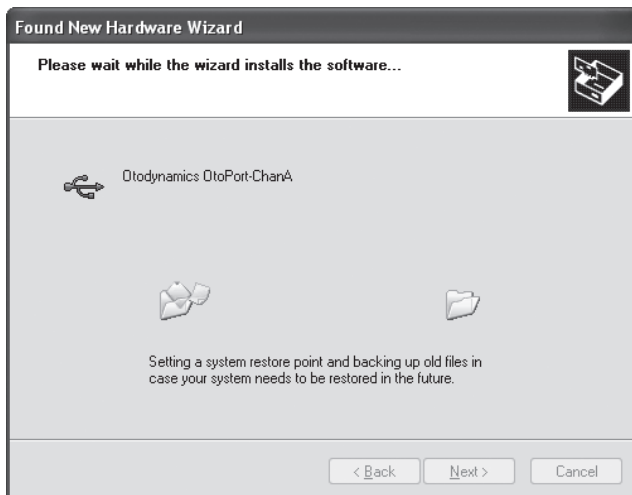 Found New Hardware Wizard
Please wait while the wizard installs the software...
Otodynamics OtoPort-ChanA
Setting a system restore point and backing up old files in
case your system needs to be restored in the future.
< Back
Next >
Cancel